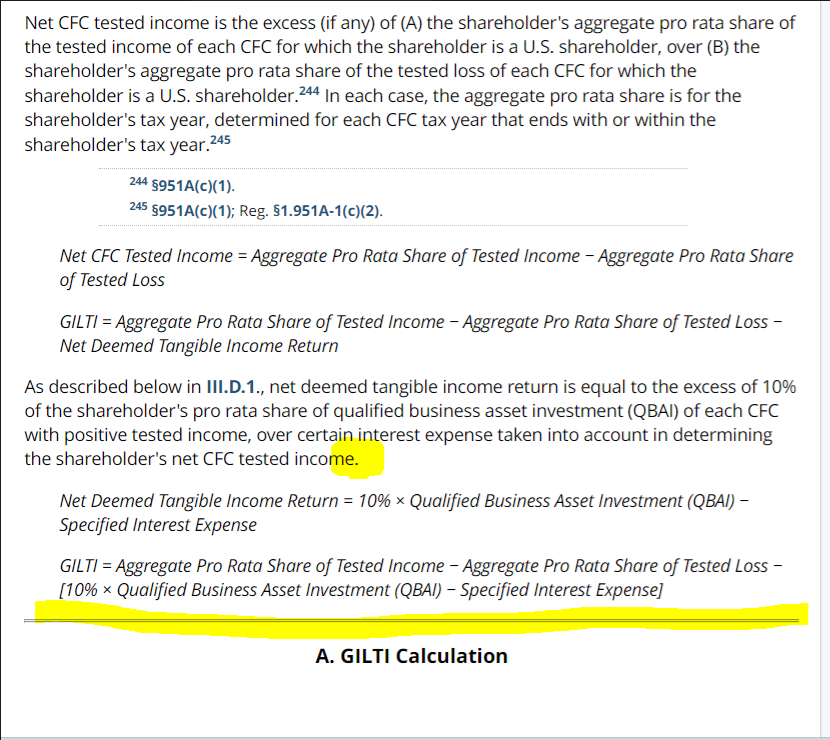 Net CFC tested income is the excess (if any) of (A) the shareholder's aggregate pro rata share of
the tested income of each CFC for which the shareholder is a U.S. shareholder, over (B) the
shareholder's aggregate pro rata share of the tested loss of each CFC for which the
shareholder is a U.S. shareholder.244 In each case, the aggregate pro rata share is for the
shareholder's tax year, determined for each CFC tax year that ends with or within the
shareholder's tax year.245
244 §951A(c)(1).
245 §951A(c)(1); Reg. §1.951A-1(c)(2).
Net CFC Tested Income = Aggregate Pro Rata Share of Tested Income − Aggregate Pro Rata Share
of Tested Loss
GILTI = Aggregate Pro Rata Share of Tested Income − Aggregate Pro Rata Share of Tested Loss −
Net Deemed Tangible Income Return
As described below in III.D.1., net deemed tangible income return is equal to the excess of 10%
of the shareholder's pro rata share of qualified business asset investment (QBAI) of each CFC
with positive tested income, over certain interest expense taken into account in determining
the shareholder's net CFC tested income.
Net Deemed Tangible Income Return = 10% × Qualified Business Asset Investment (QBAI) −
Specified Interest Expense
GILTI = Aggregate Pro Rata Share of Tested Income − Aggregate Pro Rata Share of Tested Loss −
[10% × Qualified Business Asset Investment (QBAI) − Specified Interest Expense]
A. GILTI Calculation